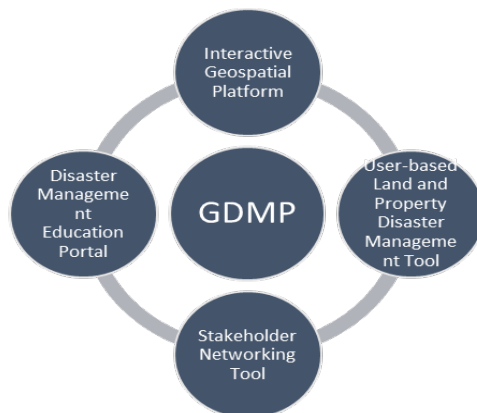 Interactive
Geospatial
Platform
Disaster
Manageme
nt
Education
Portal
GDMP
User-based
Land and
Property
Disaster
Manageme
nt Tool
Stakeholder
Networking
Tool